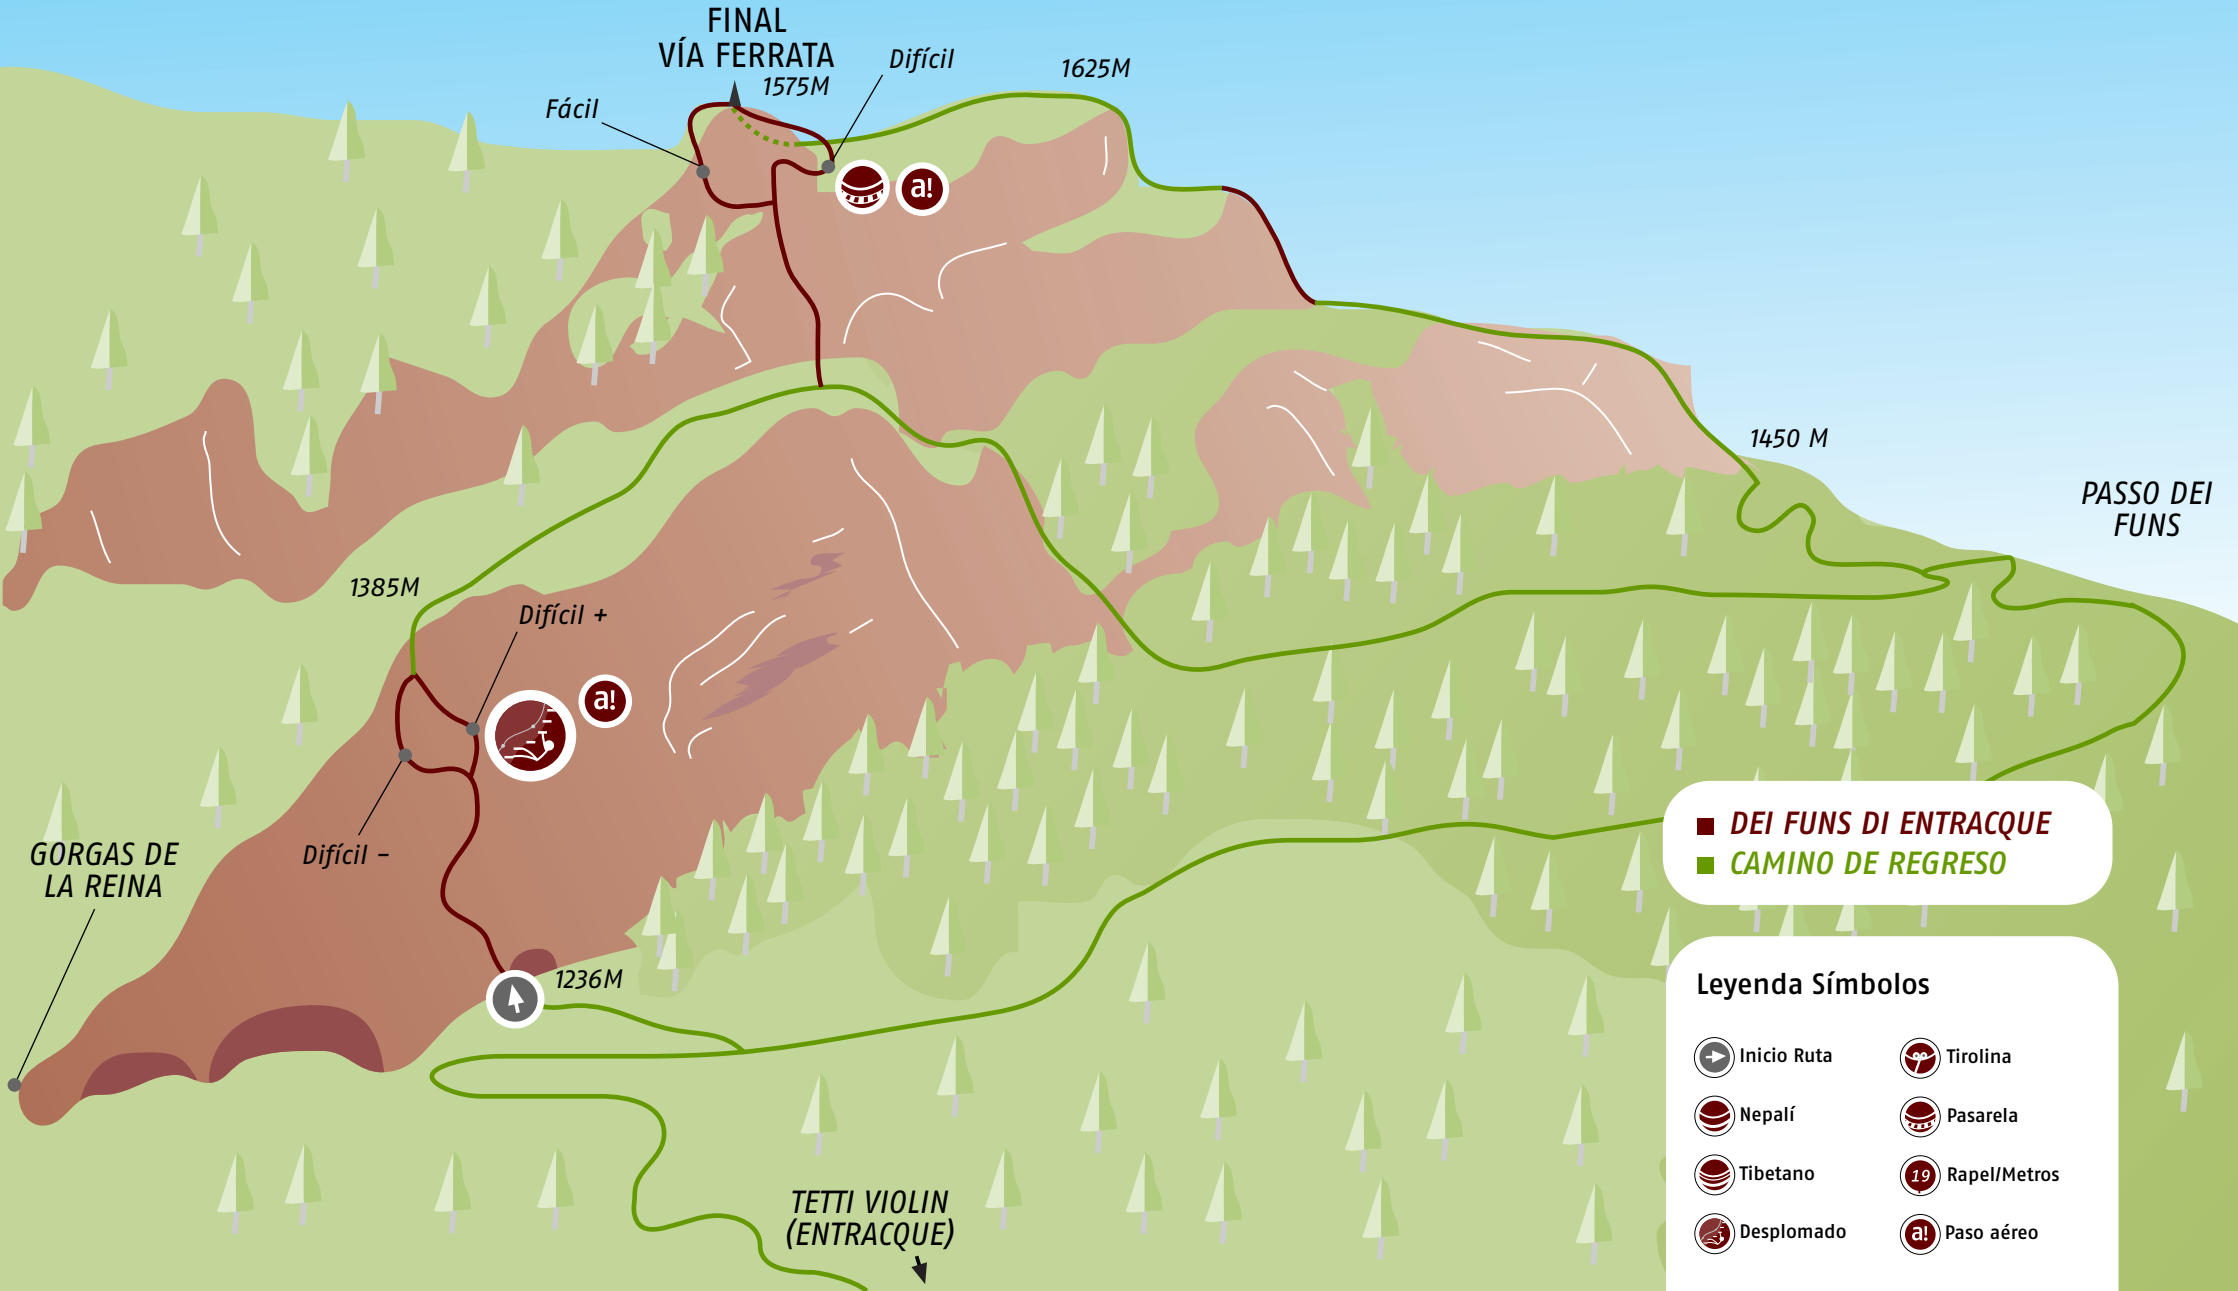 FINAL
VÍA FERRATA
1575M
Difícil
1625M
Fácil
a!
1450 M
PASSO DEI
FUNS
1385M
Difícil +
a!
Difícil –
GORGAS DE
LA REINA
1236M
DEI FUNS DI ENTRACQUE
CAMINO DE REGRESO
Leyenda Símbolos
Inicio Ruta
Tirolina
Nepalí
Pasarela
Tibetano
19 Rapel/Metros
Desplomado
a! Paso aéreo
TETTI VIOLIN
(ENTRACQUE)